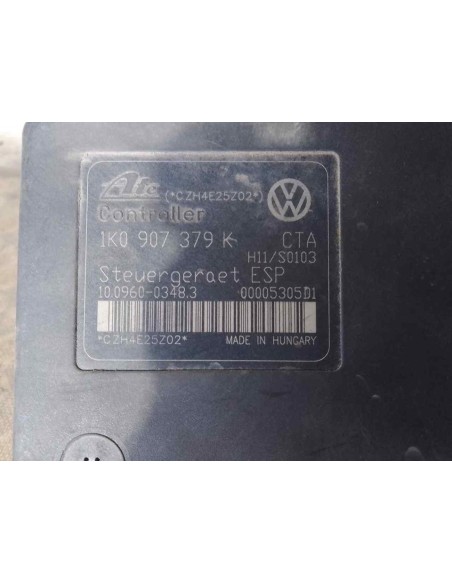 Ate (*CZH4E25Z02*)
Controller
1K0 907 379 K CTA
H11/S0103
Steuergeraet ESP
10.0960-0348.3 00005305D1
*CZH4E25Z02* MADE IN HUNGARY